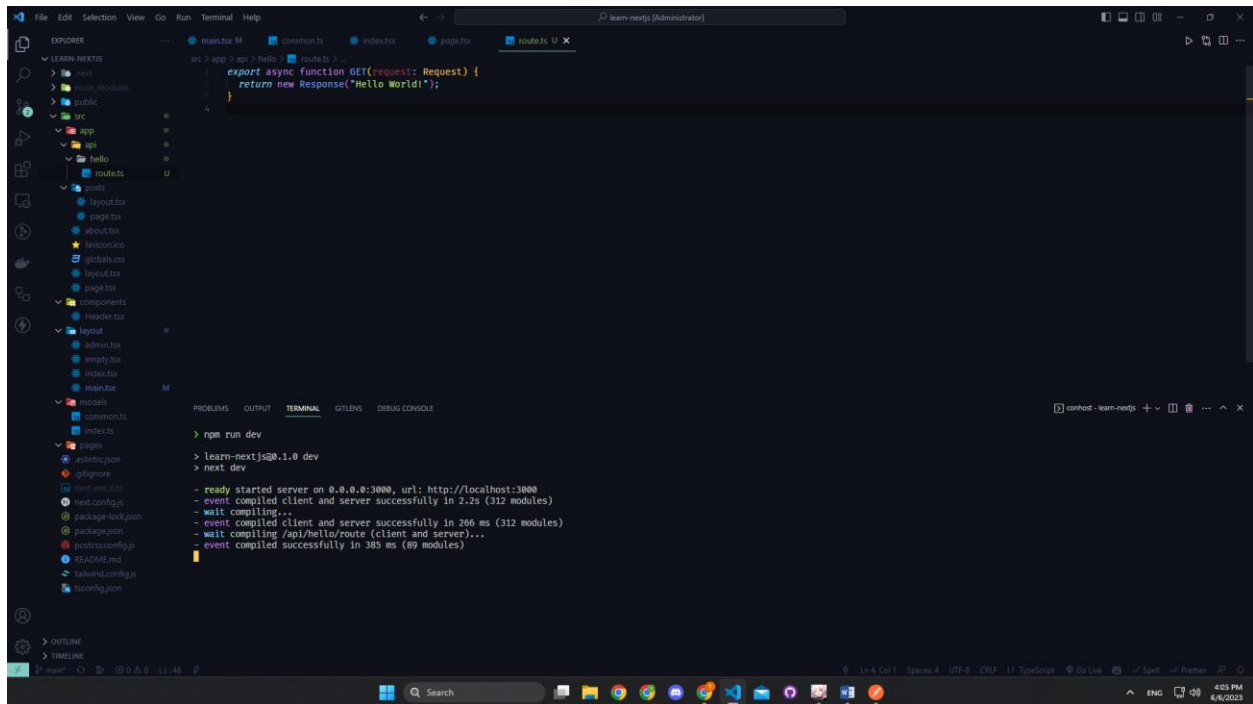 File Edit Selection View Go Run Terminal Help
learn-nextjs [Administrator]
EXPLORER
main.tsx M
common.ts
index.tsx
page.tsx
route.ts U
LEARN-NEXTJS
src > app > api > hello > route.ts > ...
.next
node_modules
public
src
app
api
hello
route.ts U
posts
layout.tsx
page.tsx
about.tsx
favicon.ico
globals.css
layout.tsx
page.tsx
components
Header.tsx
layout
admin.tsx
empty.tsx
index.tsx
main.tsx M
models
common.ts
index.ts
pages
.eslintrc.json
.gitignore
next-env.d.ts
next.config.js
package-lock.json
package.json
postcss.config.js
README.md
tailwind.config.js
tsconfig.json
OUTLINE
TIMELINE
1 export async function GET(request: Request) {
2 return new Response("Hello World!");
3 }
4
PROBLEMS OUTPUT TERMINAL GITLENS DEBUG CONSOLE
conhost - learn-nextjs
> npm run dev
> learn-nextjs@0.1.0 dev
> next dev
- ready started server on 0.0.0.0:3000, url: http://localhost:3000
- event compiled client and server successfully in 2.2s (312 modules)
- wait compiling...
- event compiled client and server successfully in 266 ms (312 modules)
- wait compiling /api/hello/route (client and server)...
- event compiled successfully in 385 ms (89 modules)
main* 0 0 0 Ln 4, Col 1 Spaces: 4 UTF-8 CRLF {} TypeScript Go Live Spell Prettier
Search
ENG
4:05 PM
6/6/2023